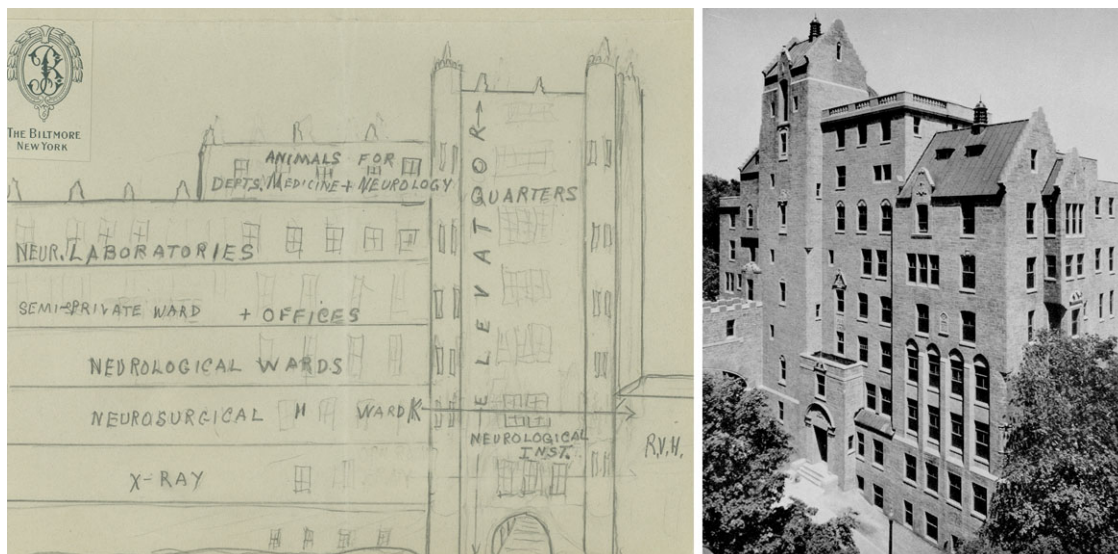 THE BILTMORE
NEW YORK
ANIMALS FOR
DEPTS. MEDICINE + NEUROLOGY
ELEVATOR
QUARTERS
NEUR. LABORATORIES
SEMI-PRIVATE WARD + OFFICES
NEUROLOGICAL WARDS
NEUROSURGICAL WARD
NEUROLOGICAL
INST.
R.V.H.
X-RAY